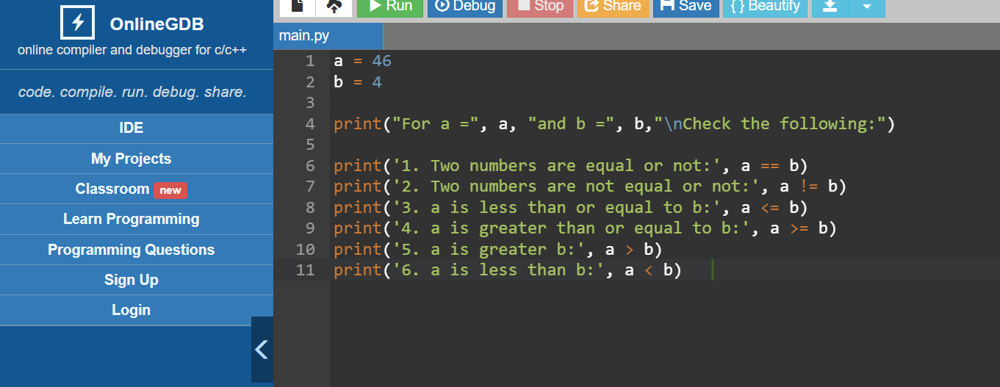 OnlineGDB
online compiler and debugger for c/c++
code. compile. run. debug. share.
IDE
My Projects
Classroom new
Learn Programming
Programming Questions
Sign Up
Login
Run Debug Stop Share Save { } Beautify
main.py
1 a = 46
2 b = 4
3
4 print("For a =", a, "and b =", b,"\nCheck the following:")
5
6 print('1. Two numbers are equal or not:', a == b)
7 print('2. Two numbers are not equal or not:', a != b)
8 print('3. a is less than or equal to b:', a <= b)
9 print('4. a is greater than or equal to b:', a >= b)
10 print('5. a is greater b:', a > b)
11 print('6. a is less than b:', a < b)